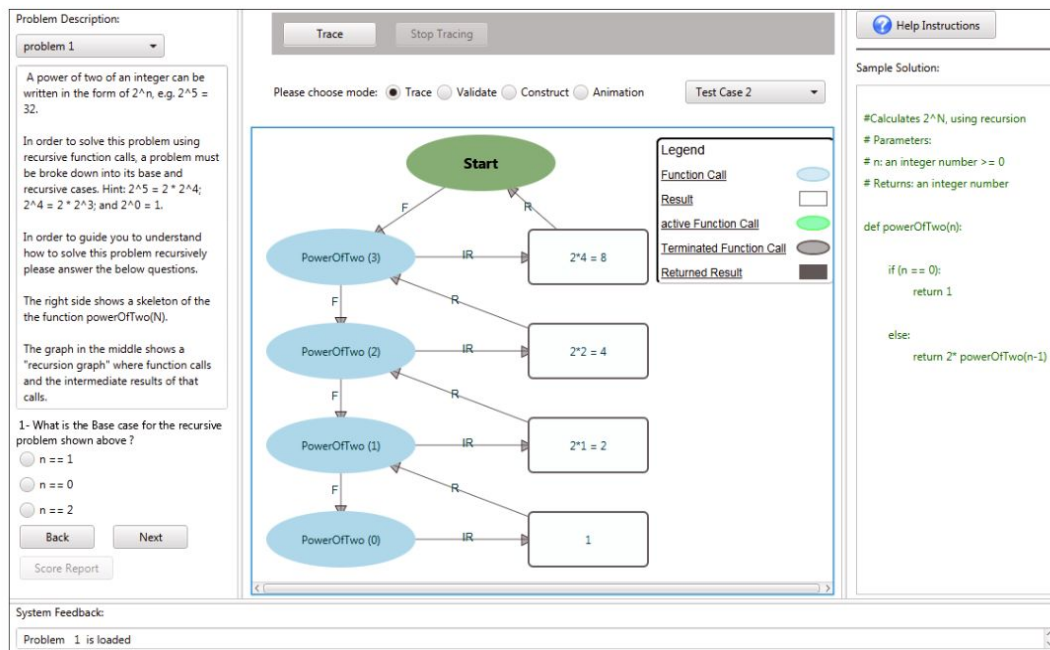 Problem Description:
problem 1
A power of two of an integer can be
written in the form of 2^n, e.g. 2^5 =
32.
In order to solve this problem using
recursive function calls, a problem must
be broke down into its base and
recursive cases. Hint: 2^5 = 2 * 2^4;
2^4 = 2 * 2^3; and 2^0 = 1.
In order to guide you to understand
how to solve this problem recursively
please answer the below questions.
The right side shows a skeleton of the
the function powerOfTwo(N).
The graph in the middle shows a
"recursion graph" where function calls
and the intermediate results of that
calls.
1- What is the Base case for the recursive
problem shown above ?
n == 1
n == 0
n == 2
Back Next
Score Report
Trace Stop Tracing
Please choose mode: Trace Validate Construct Animation Test Case 2
Start
F R
PowerOfTwo (3) IR 2*4 = 8
F R
PowerOfTwo (2) IR 2*2 = 4
F R
PowerOfTwo (1) IR 2*1 = 2
F R
PowerOfTwo (0) IR 1
Legend
Function Call
Result
active Function Call
Terminated Function Call
Returned Result
Help Instructions
Sample Solution:
#Calculates 2^N, using recursion
# Parameters:
# n: an integer number >= 0
# Returns: an integer number
def powerOfTwo(n):
if (n == 0):
return 1
else:
return 2* powerOfTwo(n-1)
System Feedback:
Problem 1 is loaded